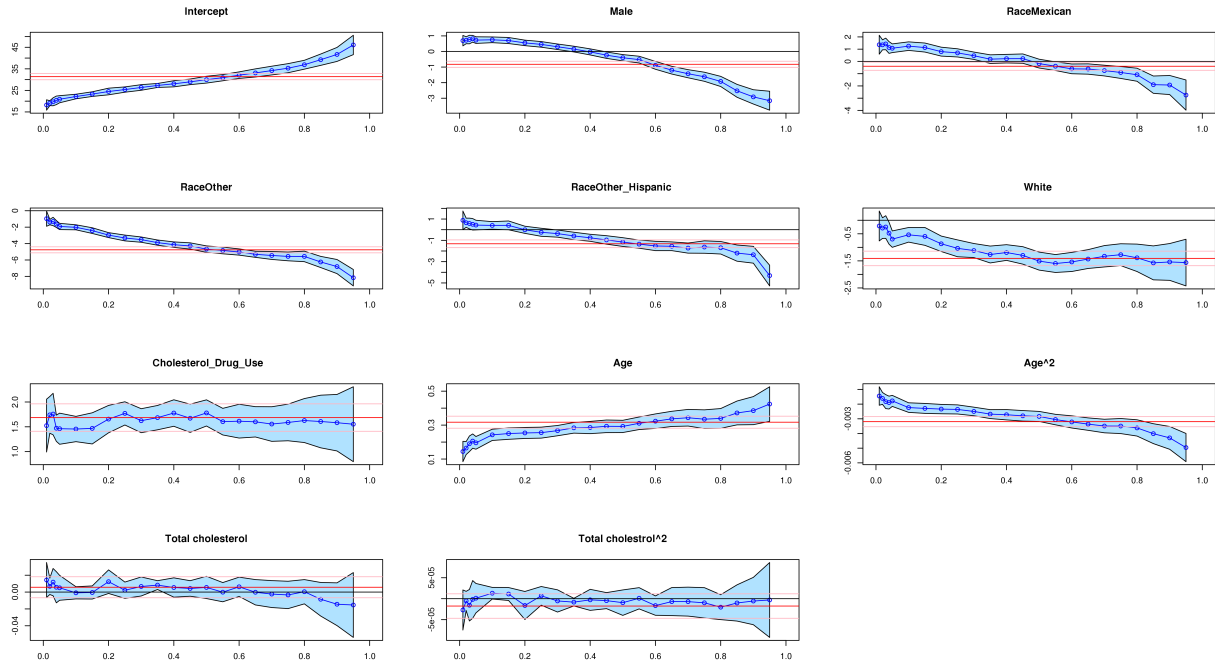 Intercept
15 25 35 45
0.0 0.2 0.4 0.6 0.8 1.0
Male
-3 -1 0 1
0.0 0.2 0.4 0.6 0.8 1.0
RaceMexican
-4 -2 0 1 2
0.0 0.2 0.4 0.6 0.8 1.0
RaceOther
-8 -6 -4 -2 0
0.0 0.2 0.4 0.6 0.8 1.0
RaceOther_Hispanic
-5 -3 -1 1
0.0 0.2 0.4 0.6 0.8 1.0
White
-2.5 -1.5 -0.5
0.0 0.2 0.4 0.6 0.8 1.0
Cholesterol_Drug_Use
1.0 1.5 2.0
0.0 0.2 0.4 0.6 0.8 1.0
Age
0.1 0.3 0.5
0.0 0.2 0.4 0.6 0.8 1.0
Age^2
-0.006 -0.003
0.0 0.2 0.4 0.6 0.8 1.0
Total cholesterol
-0.04 0.00
0.0 0.2 0.4 0.6 0.8 1.0
Total cholestrol^2
-5e-05 5e-05
0.0 0.2 0.4 0.6 0.8 1.0